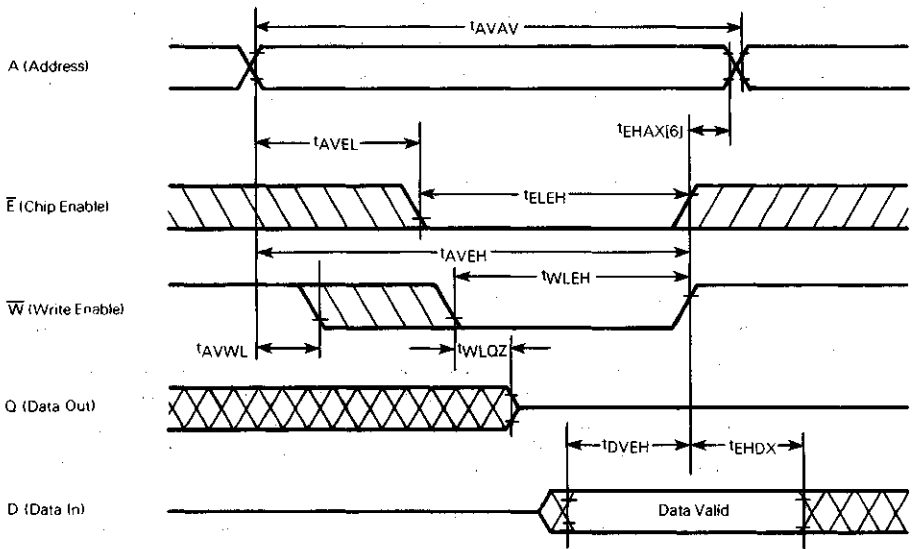 tAVAV
A (Address)
tEHAX[6]
tAVEL
E (Chip Enable)
tELEH
tAVEH
tWLEH
W (Write Enable)
tAVWL
tWLQZ
Q (Data Out)
tDVEH
tEHDX
D (Data In)
Data Valid